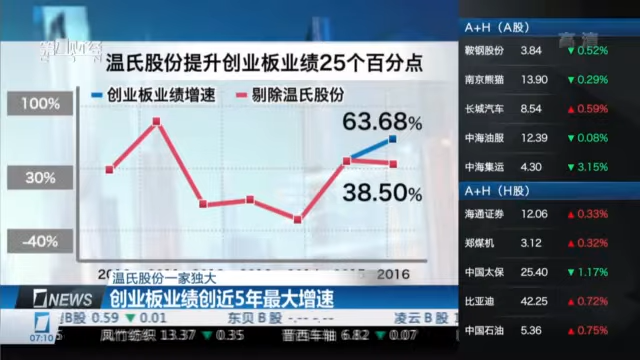 第一财经
高清
温氏股份提升创业板业绩25个百分点
创业板业绩增速 剔除温氏股份
100%
30%
-40%
63.68%
38.50%
2016
温氏股份一家独大
创业板业绩创近5年最大增速
NEWS
07:10
B股 0.59 ▼ 0.01 东贝B股 -.-- 凌云B股
凤竹纺织 13.37 ▼ 0.35 晋西车轴 6.82 ▼ 0.07
A+H（A股）
鞍钢股份 3.84 ▼0.52%
南京熊猫 13.90 ▼0.29%
长城汽车 8.54 ▲0.59%
中海油服 12.39 ▼0.08%
中海集运 4.30 ▼3.15%
A+H（H股）
海通证券 12.06 ▲0.33%
郑煤机 3.12 ▲0.32%
中国太保 25.40 ▼1.17%
比亚迪 42.25 ▲0.72%
中国石油 5.36 ▲0.75%